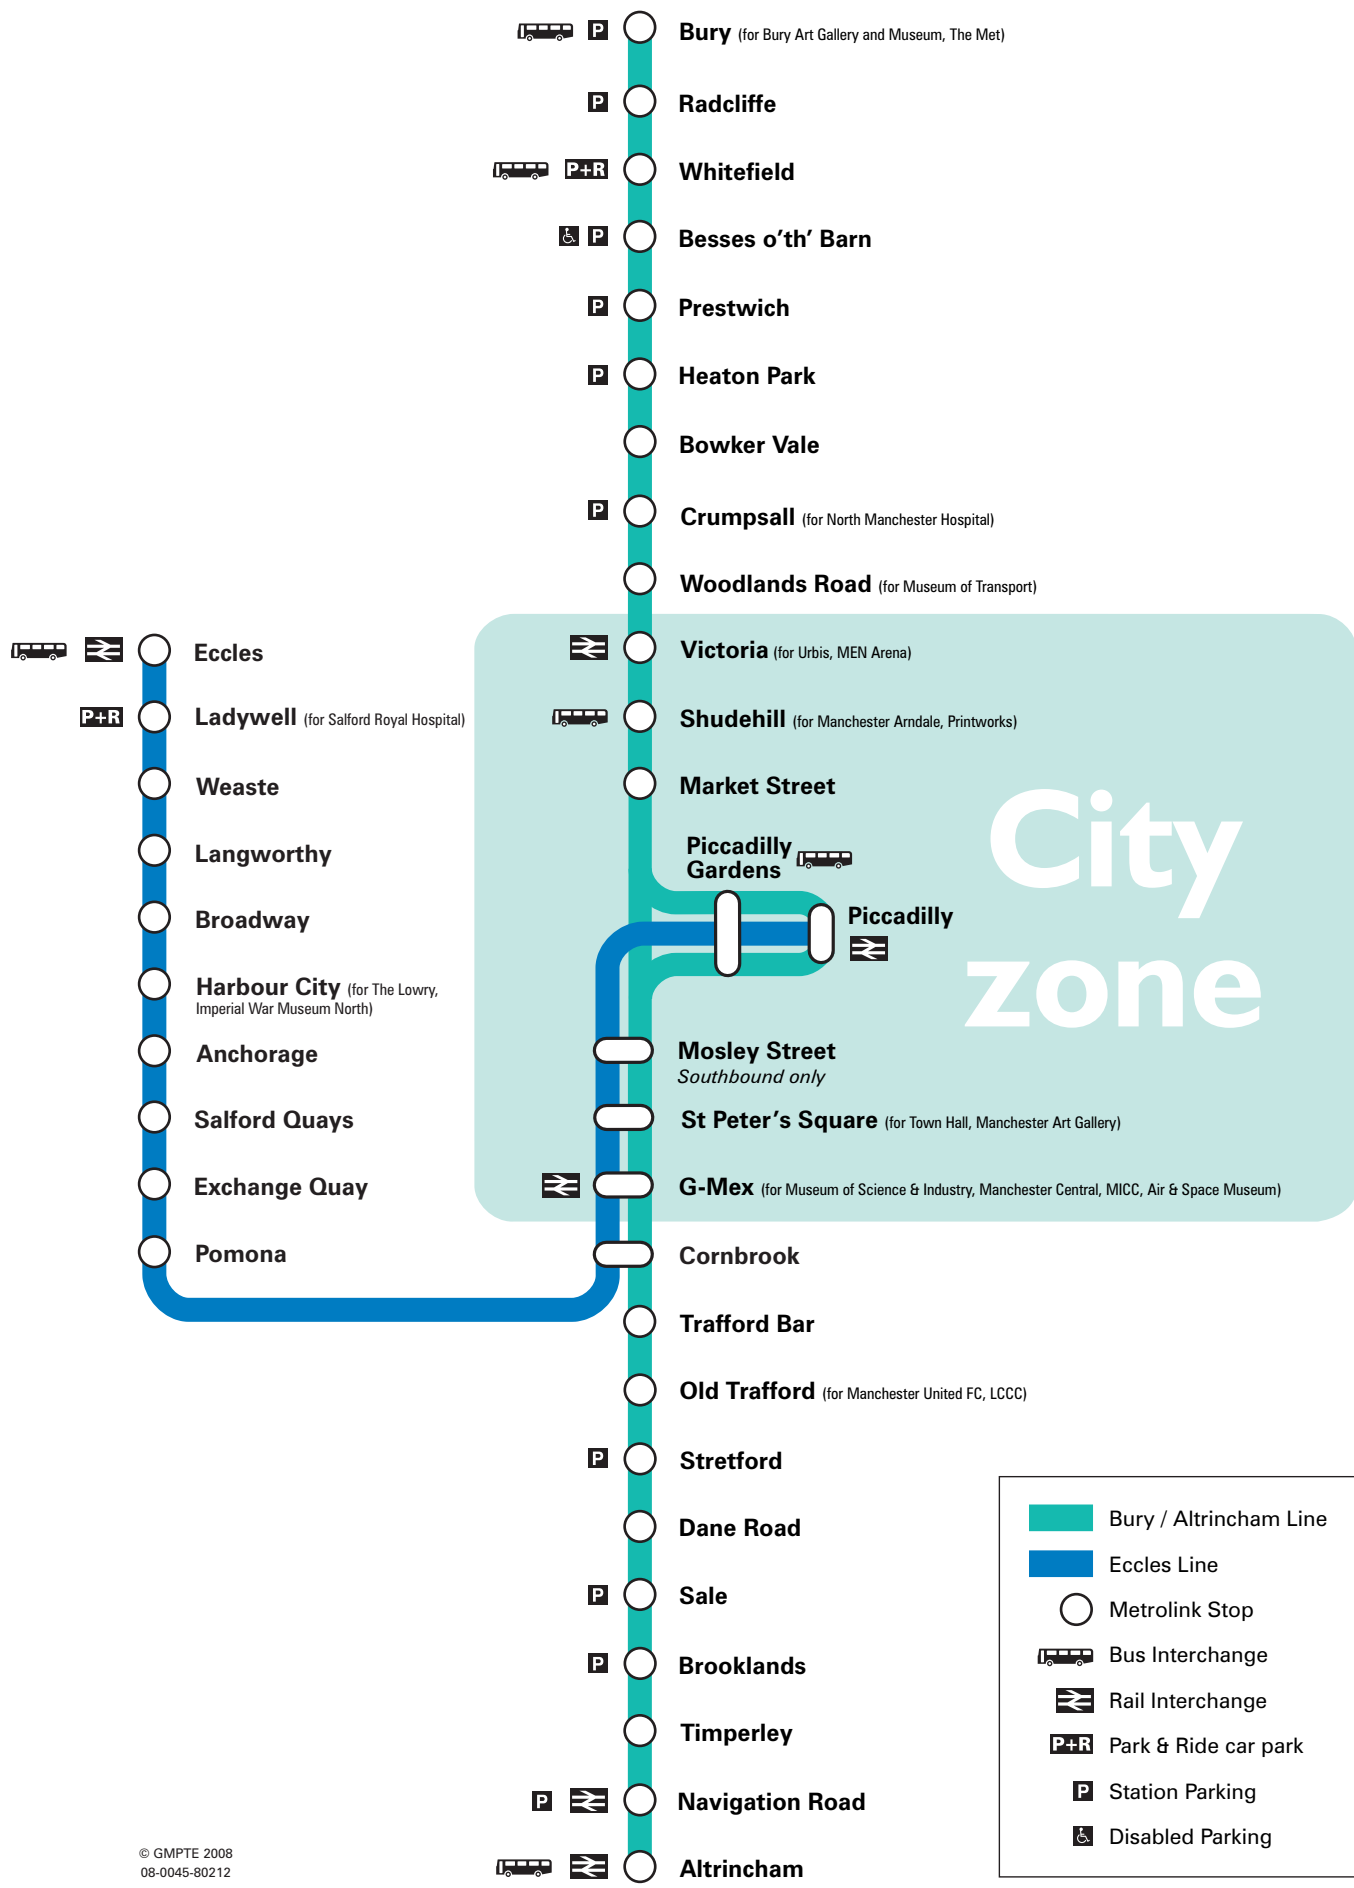 P Bury (for Bury Art Gallery and Museum, The Met)
P Radcliffe
P+R Whitefield
P Besses o’th’ Barn
P Prestwich
P Heaton Park
Bowker Vale
P Crumpsall (for North Manchester Hospital)
Woodlands Road (for Museum of Transport)
Victoria (for Urbis, MEN Arena)
Shudehill (for Manchester Arndale, Printworks)
Market Street
Piccadilly
Gardens
Piccadilly
City
zone
Mosley Street
Southbound only
St Peter’s Square (for Town Hall, Manchester Art Gallery)
G-Mex (for Museum of Science & Industry, Manchester Central, MICC, Air & Space Museum)
Cornbrook
Trafford Bar
Old Trafford (for Manchester United FC, LCCC)
P Stretford
Dane Road
P Sale
P Brooklands
Timperley
P Navigation Road
Altrincham
Eccles
P+R Ladywell (for Salford Royal Hospital)
Weaste
Langworthy
Broadway
Harbour City (for The Lowry,
Imperial War Museum North)
Anchorage
Salford Quays
Exchange Quay
Pomona
Bury / Altrincham Line
Eccles Line
Metrolink Stop
Bus Interchange
Rail Interchange
P+R Park & Ride car park
P Station Parking
Disabled Parking
© GMPTE 2008
08-0045-80212